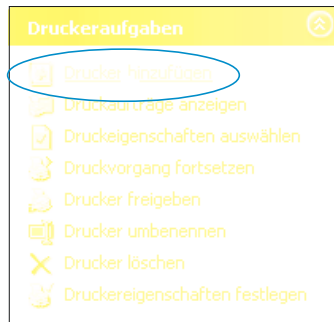 Druckeraufgaben
Drucker hinzufügen
Druckaufträge anzeigen
Druckeigenschaften auswählen
Druckvorgang fortsetzen
Drucker freigeben
Drucker umbenennen
Drucker löschen
Druckereigenschaften festlegen